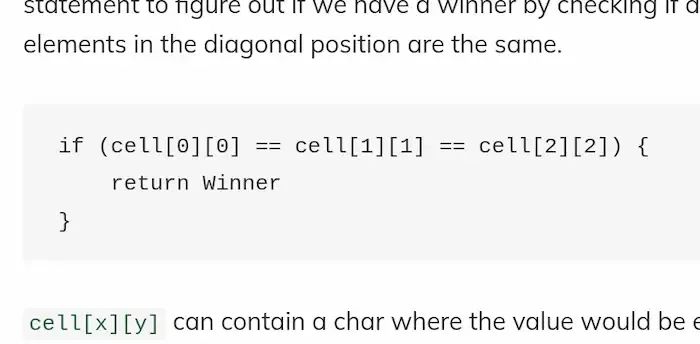 statement to figure out if we have a winner by checking if a
elements in the diagonal position are the same.
if (cell[0][0] == cell[1][1] == cell[2][2]) {
return Winner
}
cell[x][y] can contain a char where the value would be e